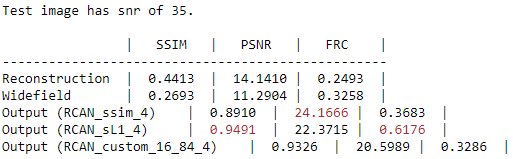 Test image has snr of 35.
| SSIM | PSNR | FRC |
------------------------------------------------
Reconstruction | 0.4413 | 14.1410 | 0.2493
Widefield | 0.2693 | 11.2904 | 0.3258
Output (RCAN_ssim_4) | 0.8910 | 24.1666 | 0.3683 |
Output (RCAN_sL1_4) | 0.9491 | 22.3715 | 0.6176 |
Output (RCAN_custom_16_84_4) | 0.9326 | 20.5989 | 0.3286 |